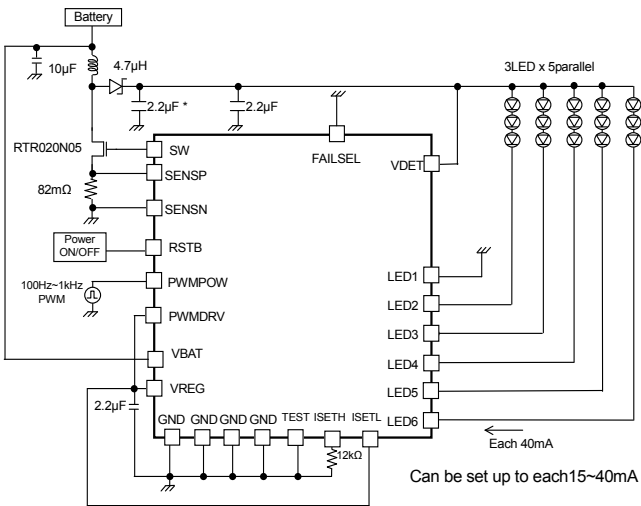 Battery
10µF
4.7µH
3LED x 5parallel
2.2µF *
2.2µF
RTR020N05
SW
FAILSEL
VDET
SENSP
82mΩ
SENSN
Power
ON/OFF
RSTB
LED1
100Hz~1kHz
PWM
PWMPOW
LED2
PWMDRV
LED3
VBAT
LED4
VREG
LED5
2.2µF
GND GND GND GND TEST ISETH ISETL
LED6
Each 40mA
12kΩ
Can be set up to each15~40mA